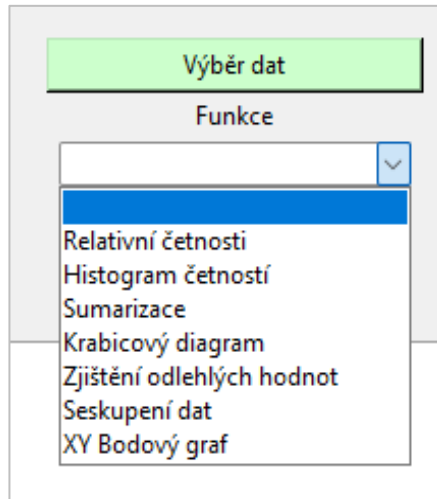 Výběr dat
Funkce
Relativní četnosti
Histogram četností
Sumarizace
Krabicový diagram
Zjištění odlehlých hodnot
Seskupení dat
XY Bodový graf